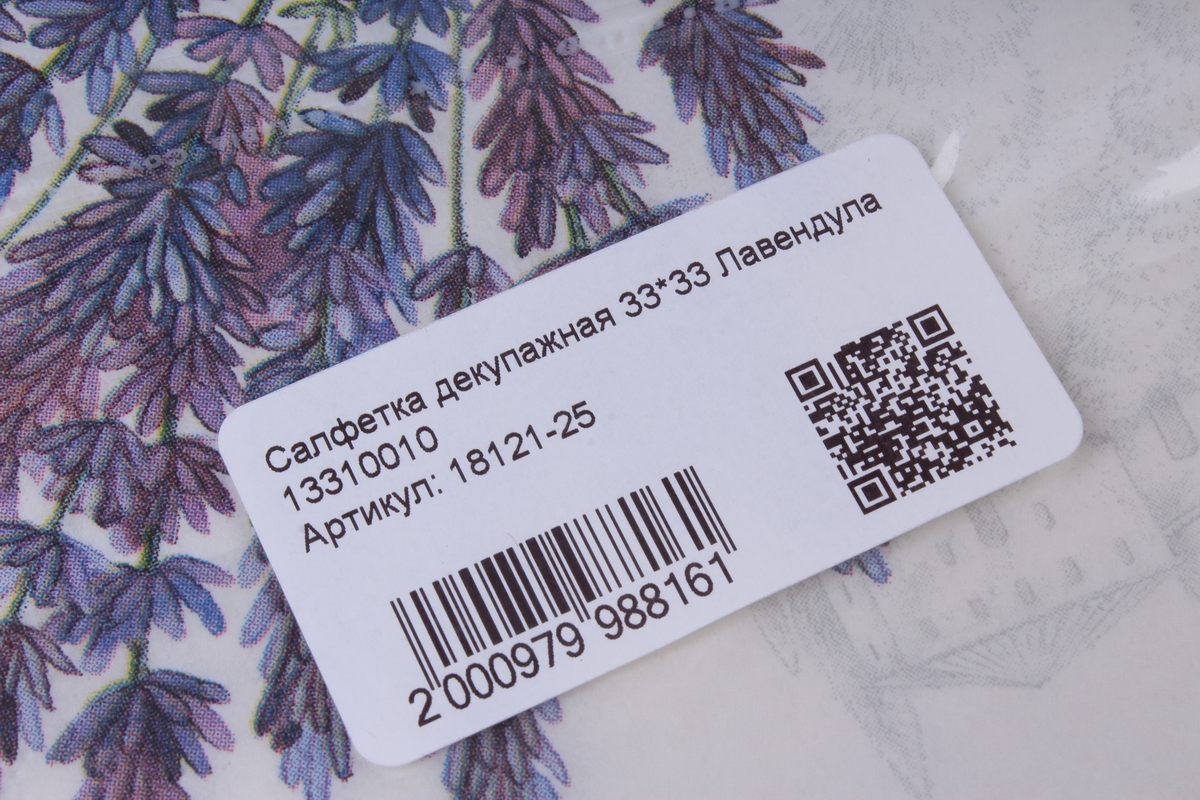 Салфетка декупажная 33*33 Лавендула
13310010
Артикул: 18121-25
2 000979 988161